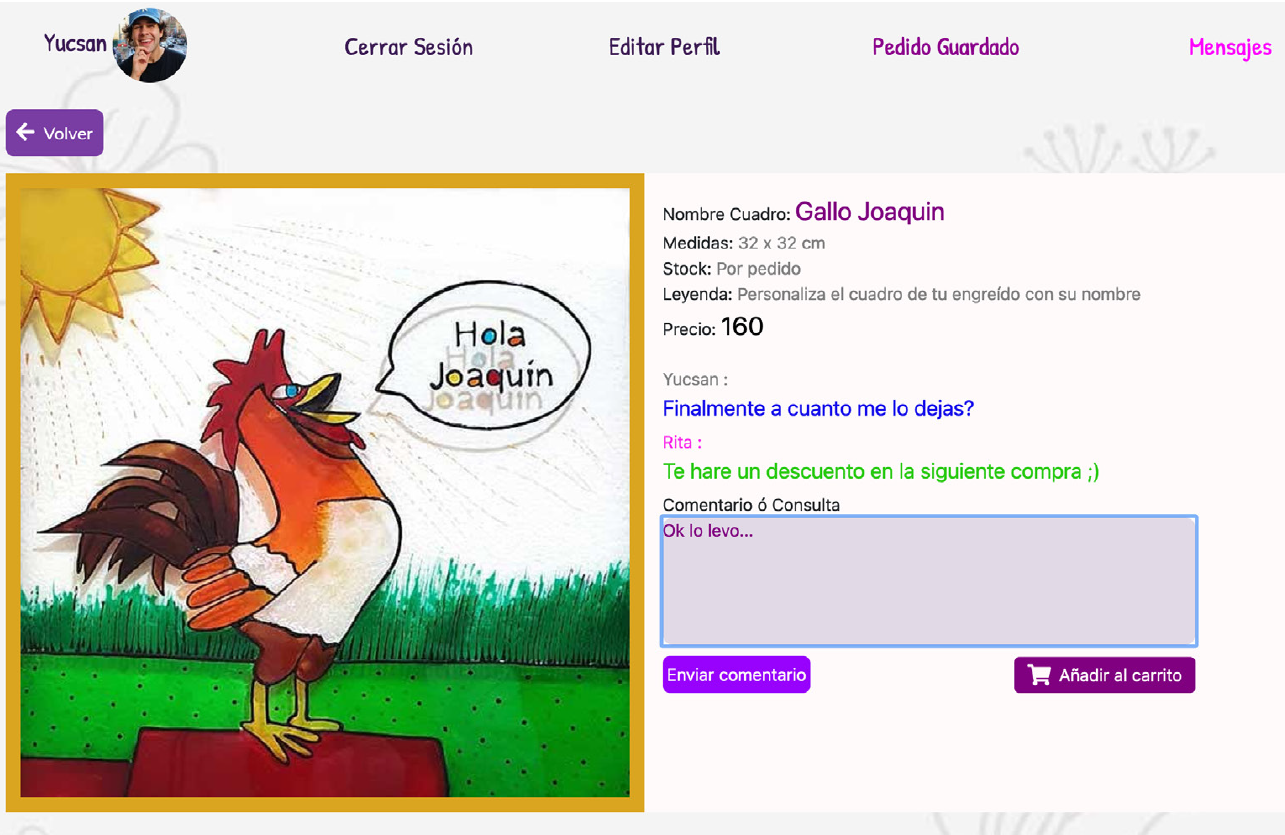 Yucsan
Cerrar Sesión
Editar Perfil
Pedido Guardado
Mensajes
Volver
Hola
Joaquín
Nombre Cuadro: Gallo Joaquin
Medidas: 32 x 32 cm
Stock: Por pedido
Leyenda: Personaliza el cuadro de tu engreído con su nombre
Precio: 160
Yucsan :
Finalmente a cuanto me lo dejas?
Rita :
Te hare un descuento en la siguiente compra ;)
Comentario ó Consulta
Ok lo levo...
Enviar comentario
Añadir al carrito